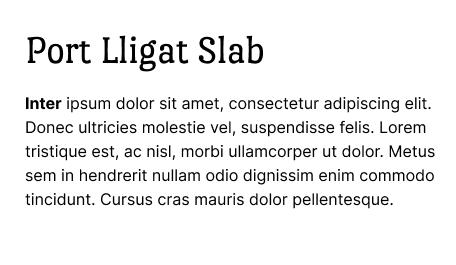 Port Lligat Slab
Inter ipsum dolor sit amet, consectetur adipiscing elit.
Donec ultricies molestie vel, suspendisse felis. Lorem
tristique est, ac nisl, morbi ullamcorper ut dolor. Metus
sem in hendrerit nullam odio dignissim enim commodo
tincidunt. Cursus cras mauris dolor pellentesque.